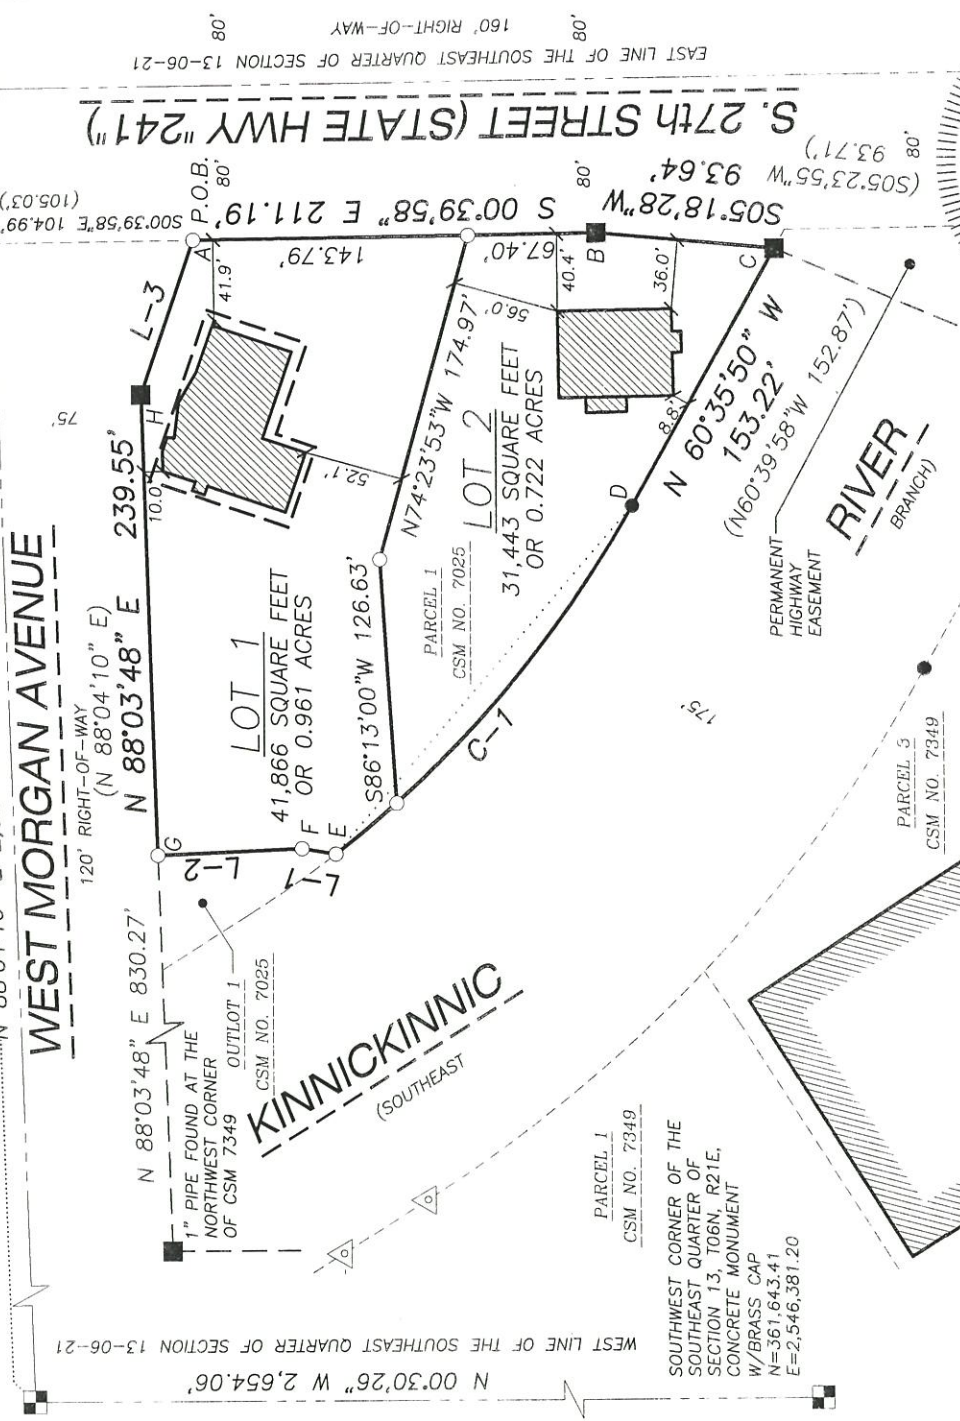 EAST LINE OF THE SOUTHEAST QUARTER OF SECTION 13-06-21
160' RIGHT-OF-WAY
80'
80'
S. 27th STREET (STATE HWY "241")
S00°39'58"E 104.99'
(105.03')
P.O.B.
80'
80'
80'
S 00°39'58" E 211.19'
S05°18'28"W
93.64'
(S05°23'55"W
93.71')
A
143.79'
67.40'
B
C
41.9'
40.4'
36.0'
L-3
75'
H
10.0'
52.1'
56.0'
8.8'
N74°23'53"W 174.97'
S86°13'00"W 126.63'
LOT 2
31,443 SQUARE FEET
OR 0.722 ACRES
PARCEL 1
CSM NO. 7025
LOT 1
41,866 SQUARE FEET
OR 0.961 ACRES
N 60°35'50" W
153.22'
(N60°39'58"W 152.87')
D
C-1
175'
PERMANENT
HIGHWAY
EASEMENT
RIVER
BRANCH)
WEST MORGAN AVENUE
120' RIGHT-OF-WAY
(N 88°04'10" E)
N 88°03'48" E 239.55'
G
L-2
F
L-1
E
N 88°03'48" E 830.27'
1" PIPE FOUND AT THE
NORTHWEST CORNER
OF CSM 7349
OUTLOT 1
CSM NO. 7025
KINNICKINNIC
(SOUTHEAST
PARCEL 3
CSM NO. 7349
PARCEL 1
CSM NO. 7349
SOUTHWEST CORNER OF THE
SOUTHEAST QUARTER OF
SECTION 13, T06N, R21E,
CONCRETE MONUMENT
W/BRASS CAP
N=361,643.41
E=2,546,381.20
WEST LINE OF THE SOUTHEAST QUARTER OF SECTION 13-06-21
N 00°30'26" W 2,654.06'